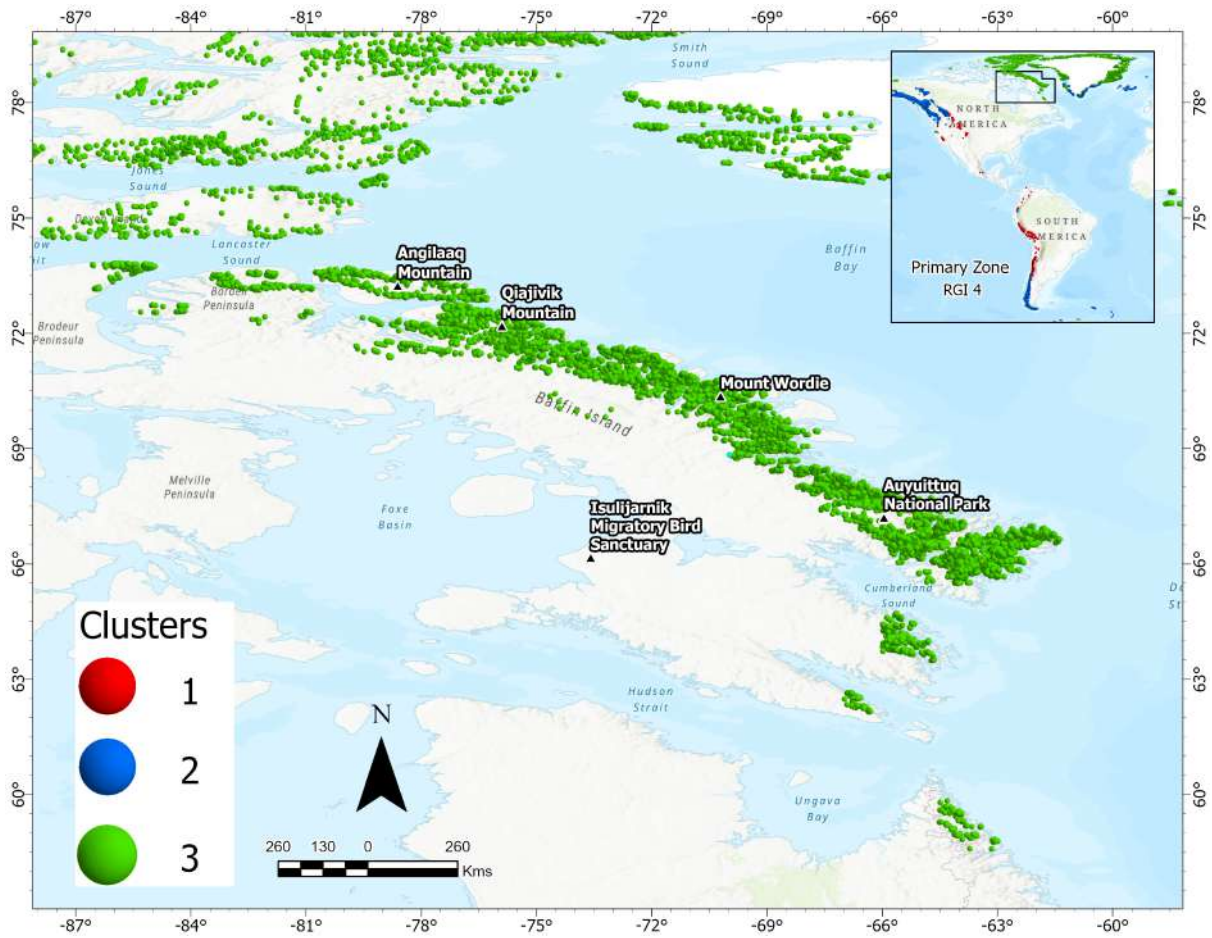 -87° -84° -81° -78° -75° -72° -69° -66° -63° -60°
Smith
Sound
78°
78°
NORTH
AMERICA
SOUTH
AMERICA
Primary Zone
RGI 4
Jones
Sound
75°
75°
Devon Island
Lancaster
Sound
Baffin
Bay
Angilaaq
Mountain
Borden
Peninsula
Qiajivik
Mountain
Brodeur
Peninsula
72°
72°
Mount Wordie
Baffin Island
69°
69°
Melville
Peninsula
Foxe
Basin
Auyuittuq
National Park
Isulijarnik
Migratory Bird
Sanctuary
66°
66°
Cumberland
Sound
Clusters
1
2
3
63°
63°
Hudson
Strait
N
60°
60°
Ungava
Bay
260 130 0 260
Kms
-87° -84° -81° -78° -75° -72° -69° -66° -63° -60°